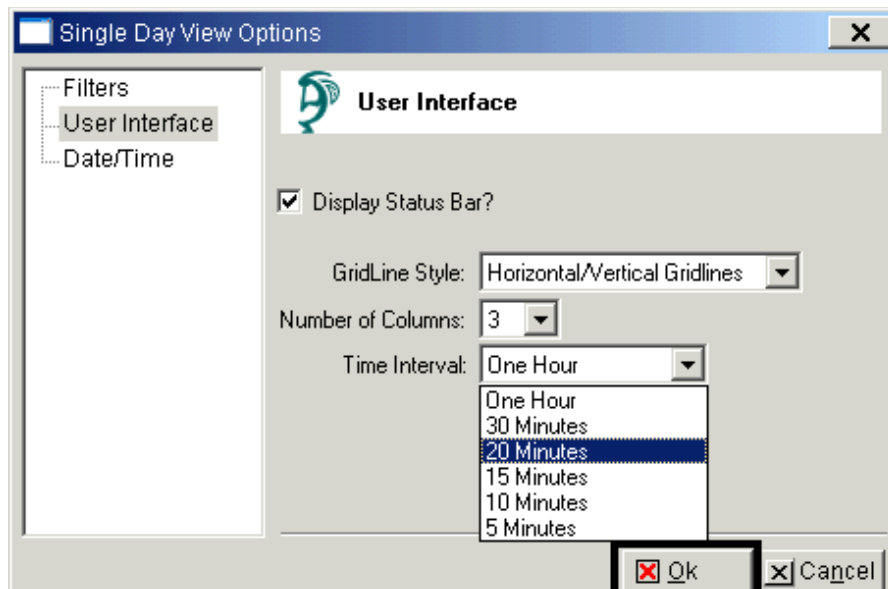 Single Day View Options
Filters
User Interface
Date/Time
User Interface
Display Status Bar?
GridLine Style: Horizontal/Vertical Gridlines
Number of Columns: 3
Time Interval: One Hour
One Hour
30 Minutes
20 Minutes
15 Minutes
10 Minutes
5 Minutes
Ok
Cancel